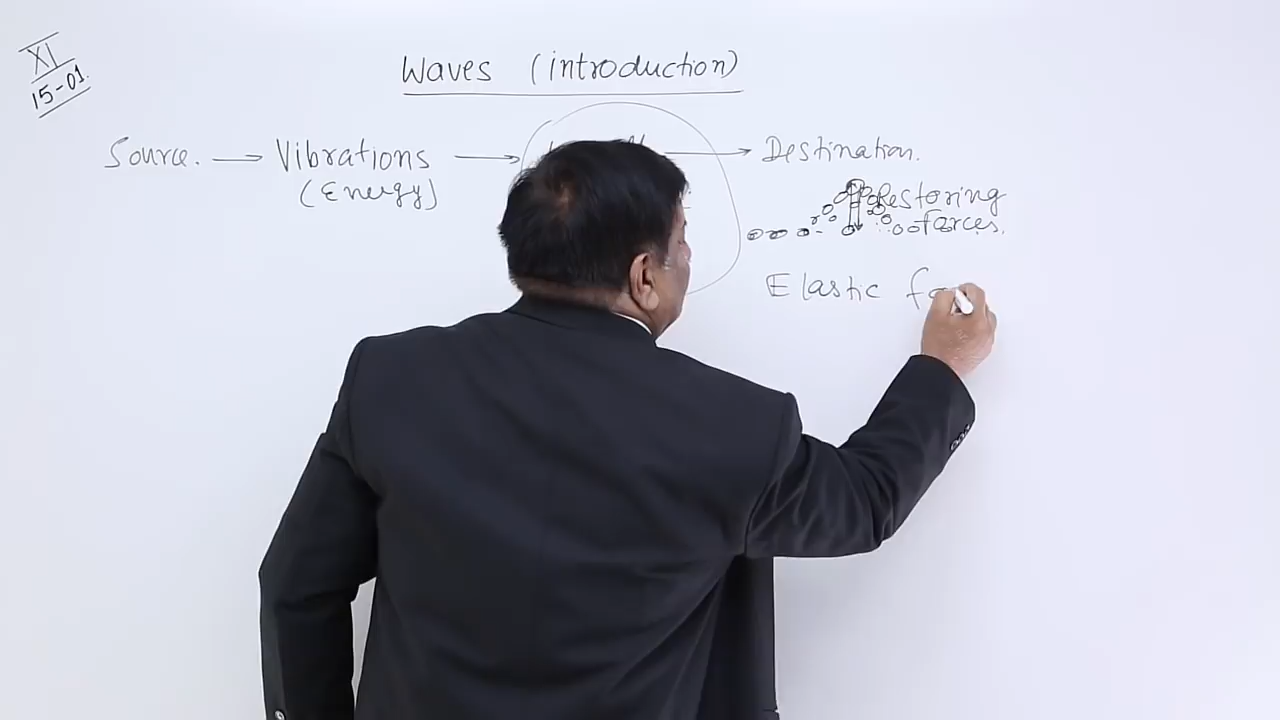 XI
15-01.
Waves (introduction)
Source. → Vibrations → → Destination.
(Energy)
Restoring
forces.
Elastic